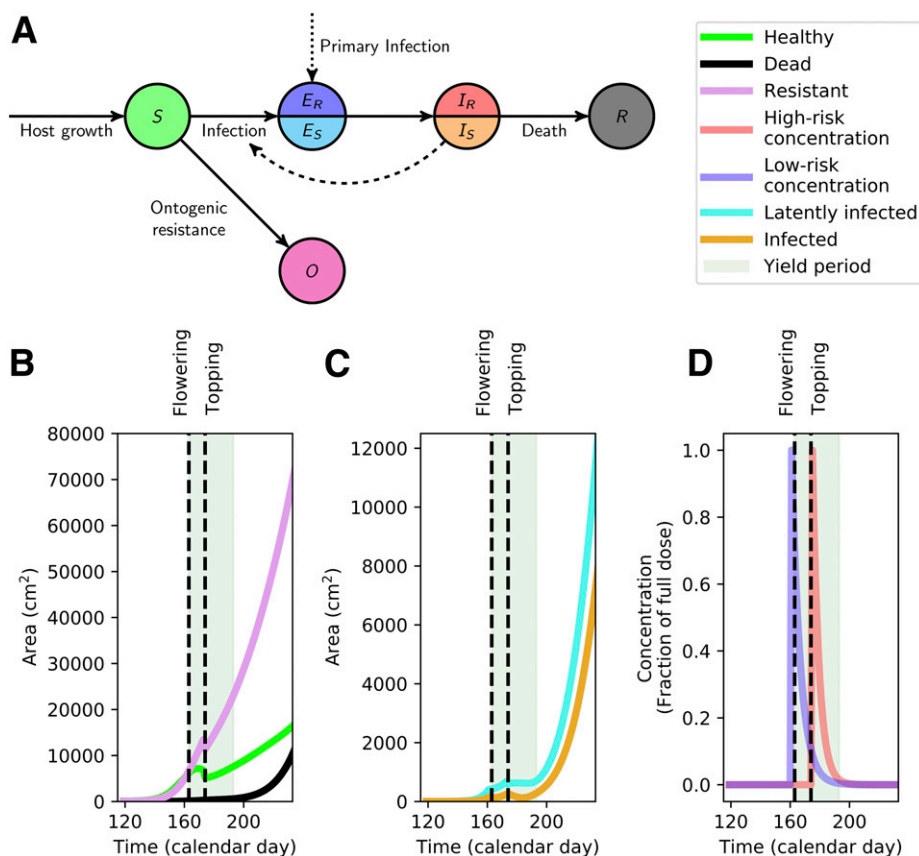 A
Primary Infection
Host growth
S
Infection
E_R
E_S
I_R
I_S
Death
R
Ontogenic
resistance
O
Healthy
Dead
Resistant
High-risk
concentration
Low-risk
concentration
Latently infected
Infected
Yield period
B
Flowering
Topping
80000
70000
60000
50000
40000
30000
20000
10000
0
Area (cm²)
120 160 200
Time (calendar day)
C
Flowering
Topping
12000
10000
8000
6000
4000
2000
0
Area (cm²)
120 160 200
Time (calendar day)
D
Flowering
Topping
1.0
0.8
0.6
0.4
0.2
0.0
Concentration
(Fraction of full dose)
120 160 200
Time (calendar day)